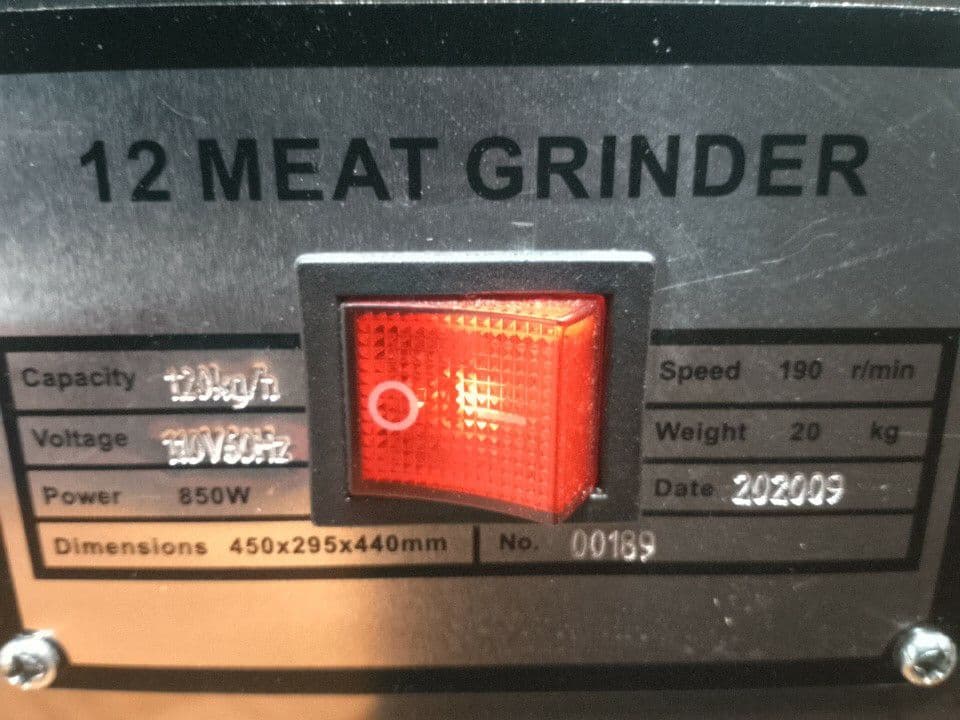 12 MEAT GRINDER
Capacity 120kg/h
Speed 190 r/min
Voltage 110V60Hz
Weight 20 kg
Power 850W
Date 202009
Dimensions 450x295x440mm No. 00189